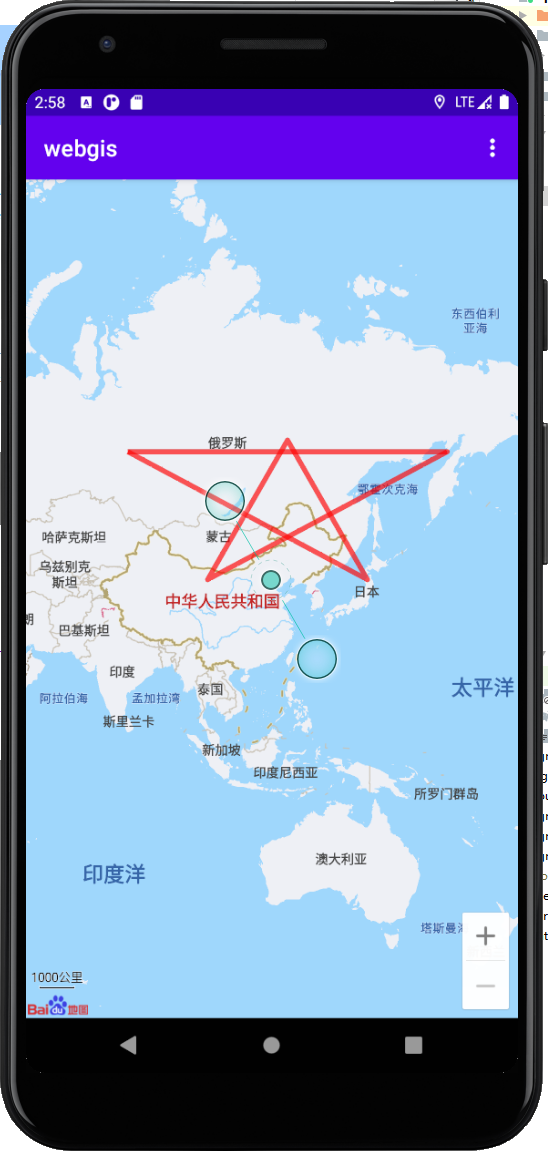 2:58
LTE
webgis
东西伯利
亚海
俄罗斯
鄂霍次克海
哈萨克斯坦
蒙古
乌兹别克
斯坦
日本
中华人民共和国
朗
巴基斯坦
印度
泰国
太平洋
阿拉伯海
孟加拉湾
斯里兰卡
新加坡
印度尼西亚
所罗门群岛
澳大利亚
印度洋
塔斯曼海
1000公里
Bai du 地图